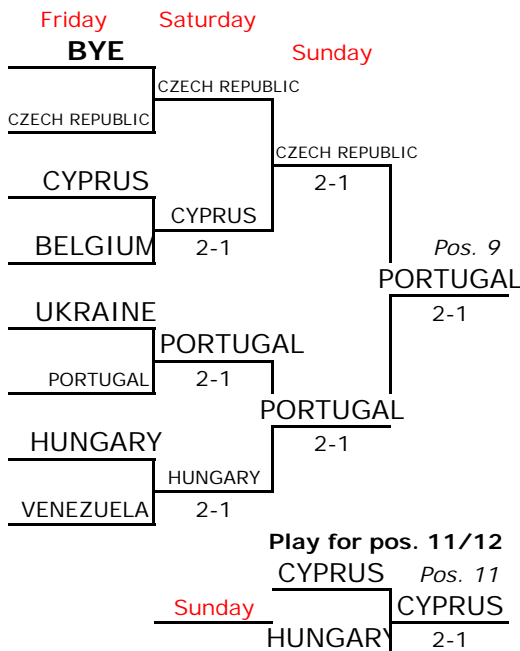 Friday Saturday
BYE Sunday
CZECH REPUBLIC
CZECH REPUBLIC
CZECH REPUBLIC
CYPRUS 2-1
CYPRUS
BELGIUM 2-1 Pos. 9
PORTUGAL
UKRAINE 2-1
PORTUGAL
PORTUGAL 2-1
PORTUGAL
HUNGARY 2-1
HUNGARY
VENEZUELA 2-1
Play for pos. 11/12
CYPRUS Pos. 11
Sunday CYPRUS
HUNGARY 2-1